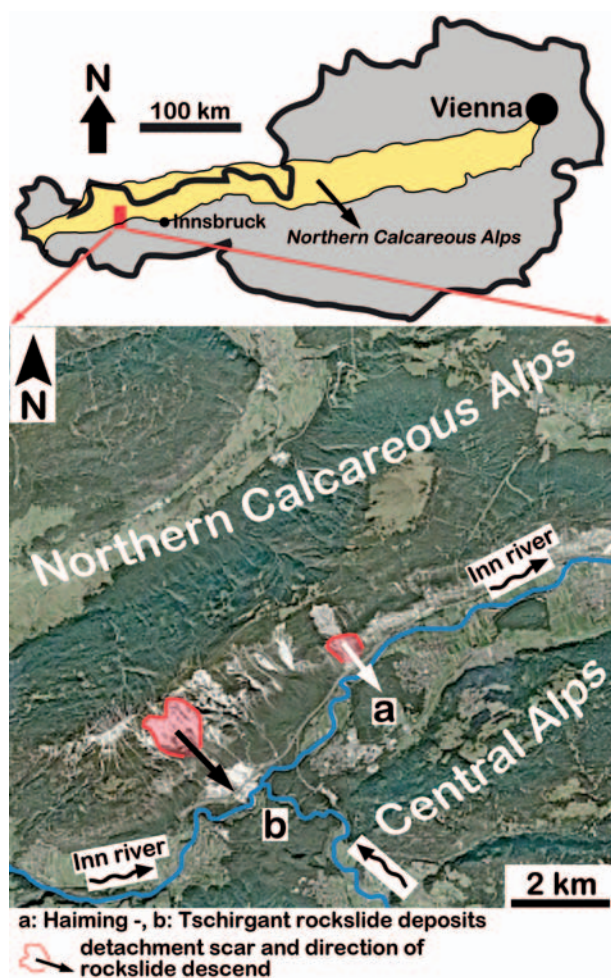 N
100 km
Vienna
Innsbruck
Northern Calcareous Alps
N
Northern Calcareous Alps
Inn river
a
Central Alps
b
Inn river
2 km
a: Haiming -, b: Tschirgant rockslide deposits
detachment scar and direction of
rockslide descend